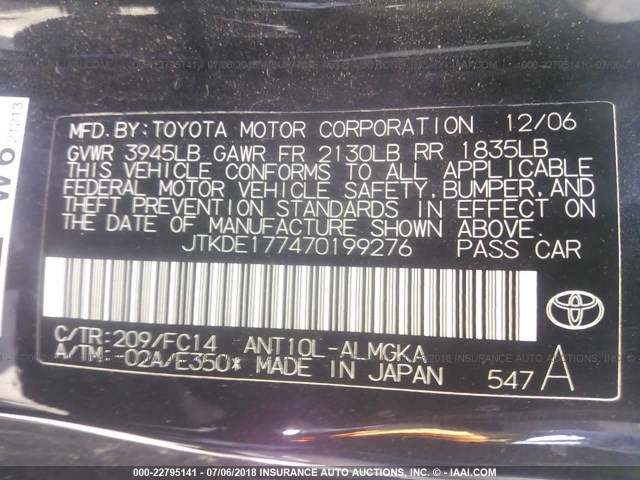 MFD.BY:TOYOTA MOTOR CORPORATION 12/06
GVWR 3945LB GAWR FR 2130LB RR 1835LB
THIS VEHICLE CONFORMS TO ALL APPLICABLE
FEDERAL MOTOR VEHICLE SAFETY, BUMPER, AND
THEFT PREVENTION STANDARDS IN EFFECT ON
THE DATE OF MANUFACTURE SHOWN ABOVE.
JTKDE177470199276 PASS CAR
C/TR:209/FC14 ANT10L-ALMGKA
A/TM: -02A/E350* MADE IN JAPAN
547A
W6 21213
000-22795141 - 07/06/2018 INSURANCE AUTO AUCTIONS, INC. - © IAAI.COM